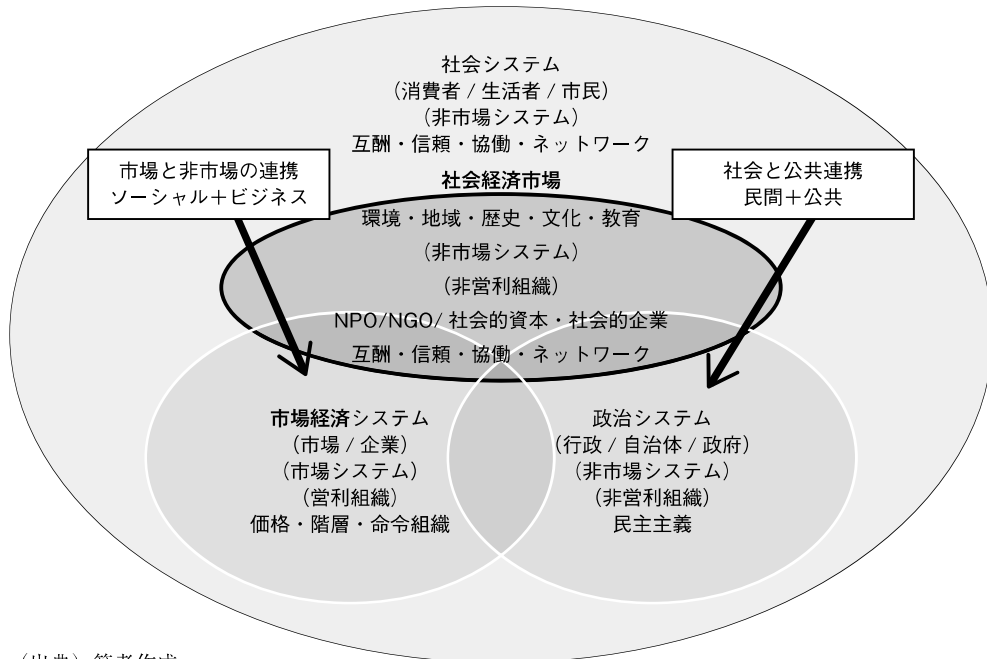 社会システム
（消費者 / 生活者 / 市民）
（非市場システム）
互酬・信頼・協働・ネットワーク
市場と非市場の連携
ソーシャル＋ビジネス
社会と公共連携
民間＋公共
社会経済市場
環境・地域・歴史・文化・教育
（非市場システム）
（非営利組織）
NPO/NGO/ 社会的資本・社会的企業
互酬・信頼・協働・ネットワーク
市場経済システム
（市場 / 企業）
（市場システム）
（営利組織）
価格・階層・命令組織
政治システム
（行政 / 自治体 / 政府）
（非市場システム）
（非営利組織）
民主主義
（出典）筆者作成